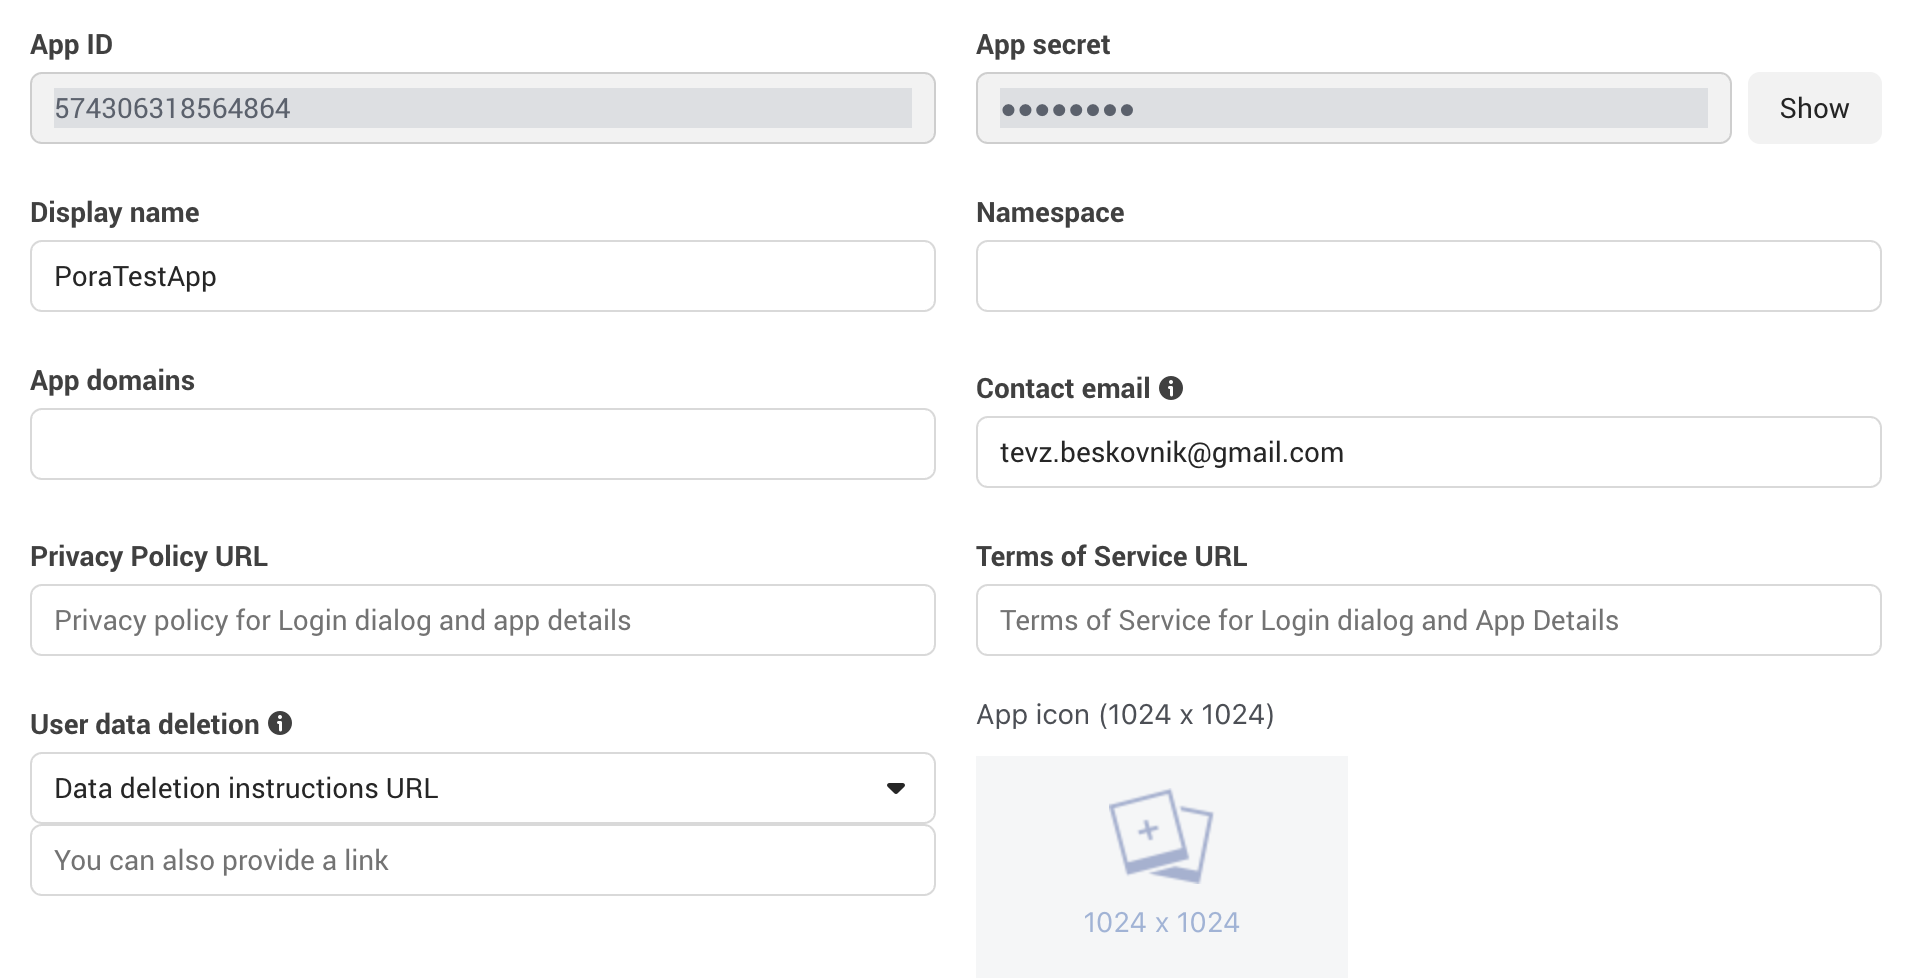 App ID
574306318564864
App secret
••••••••
Show
Display name
PoraTestApp
Namespace
App domains
Contact email
tevz.beskovnik@gmail.com
Privacy Policy URL
Privacy policy for Login dialog and app details
Terms of Service URL
Terms of Service for Login dialog and App Details
User data deletion
Data deletion instructions URL
You can also provide a link
App icon (1024 x 1024)
1024 x 1024